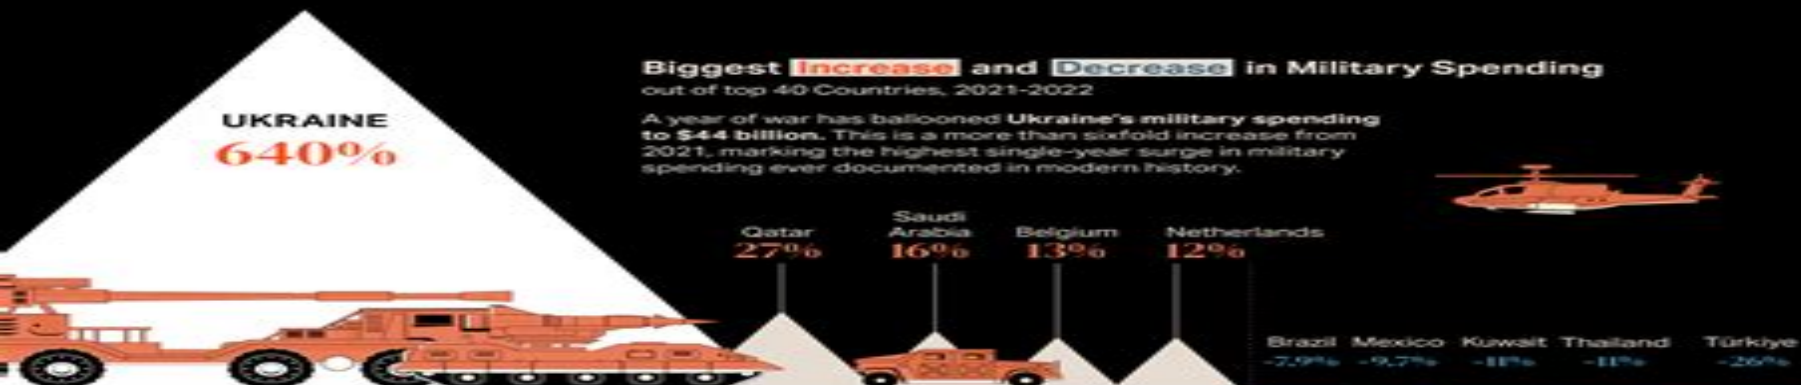 UKRAINE
640%
Biggest Increase and Decrease in Military Spending
out of top 40 Countries, 2021-2022
A year of war has ballooned Ukraine's military spending
to $44 billion. This is a more than sixfold increase from
2021, marking the highest single-year surge in military
spending ever documented in modern history.
Qatar
27%
Saudi
Arabia
16%
Belgium
13%
Netherlands
12%
Brazil
-7.9%
Mexico
-9.7%
Kuwait
-11%
Thailand
-11%
Türkiye
-26%